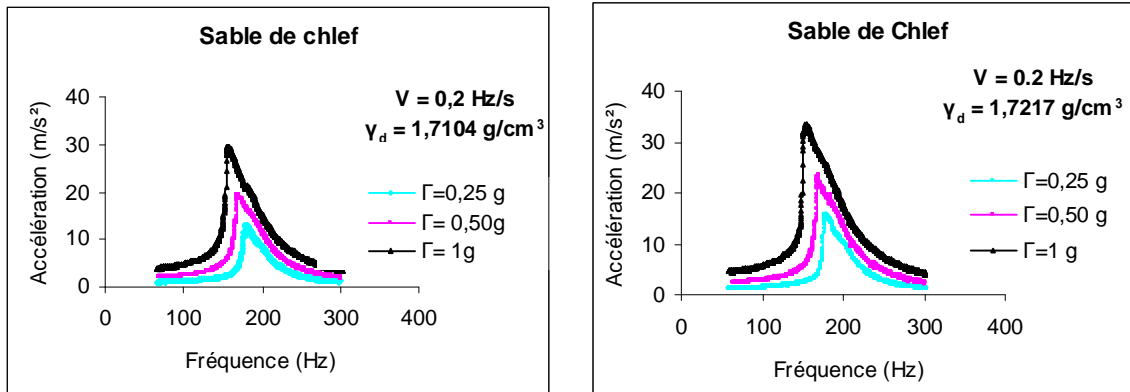 Sable de chlef
V = 0,2 Hz/s
γd = 1,7104 g/cm³
40
30
20
10
0
Accélération (m/s²)
Γ=0,25 g
Γ= 0,50g
Γ= 1g
0 100 200 300 400
Fréquence (Hz)
Sable de Chlef
V = 0.2 Hz/s
γd = 1,7217 g/cm³
40
30
20
10
0
Accélération (m/s²)
Γ=0,25 g
Γ=0,50 g
Γ=1 g
0 100 200 300 400
Fréquence (Hz)